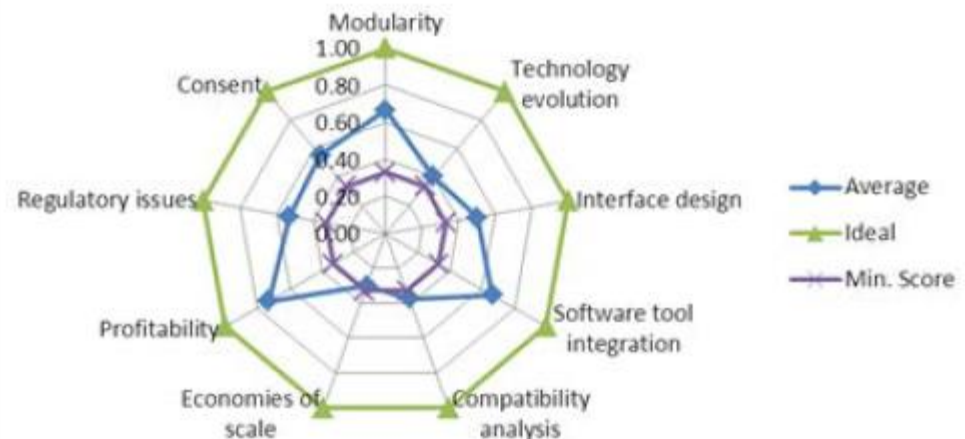 Modularity
1.00
0.80
0.60
0.40
0.20
0.00
Technology
evolution
Interface design
Software tool
integration
Compatibility
analysis
Economies of
scale
Profitability
Regulatory issues
Consent
Average
Ideal
Min. Score